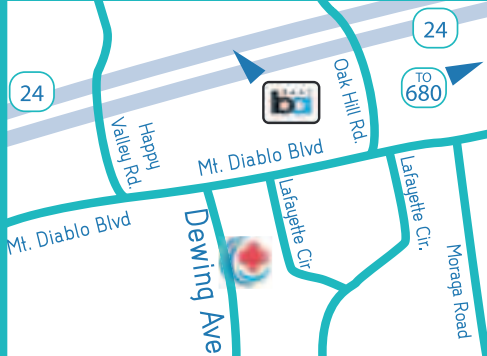 24
24
TO
680
Oak Hill Rd.
Happy
Valley Rd.
Mt. Diablo Blvd
Mt. Diablo Blvd
Dewing Ave
Lafayette Cir
Lafayette Cir.
Moraga Road